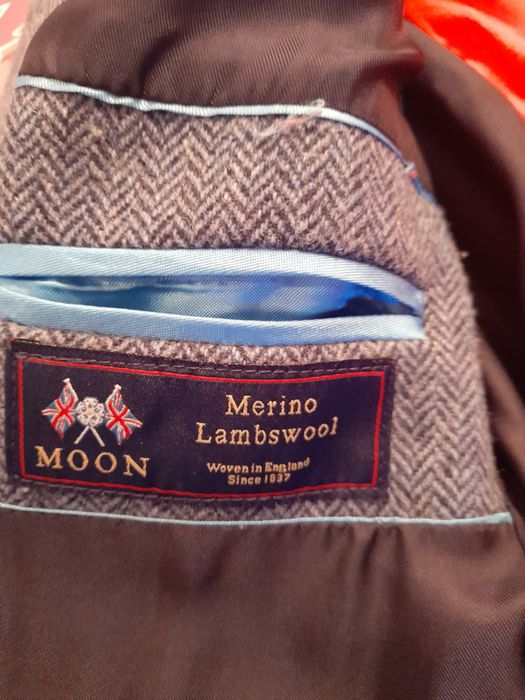 MOON
Merino
Lambswool
Woven in England
Since 1837